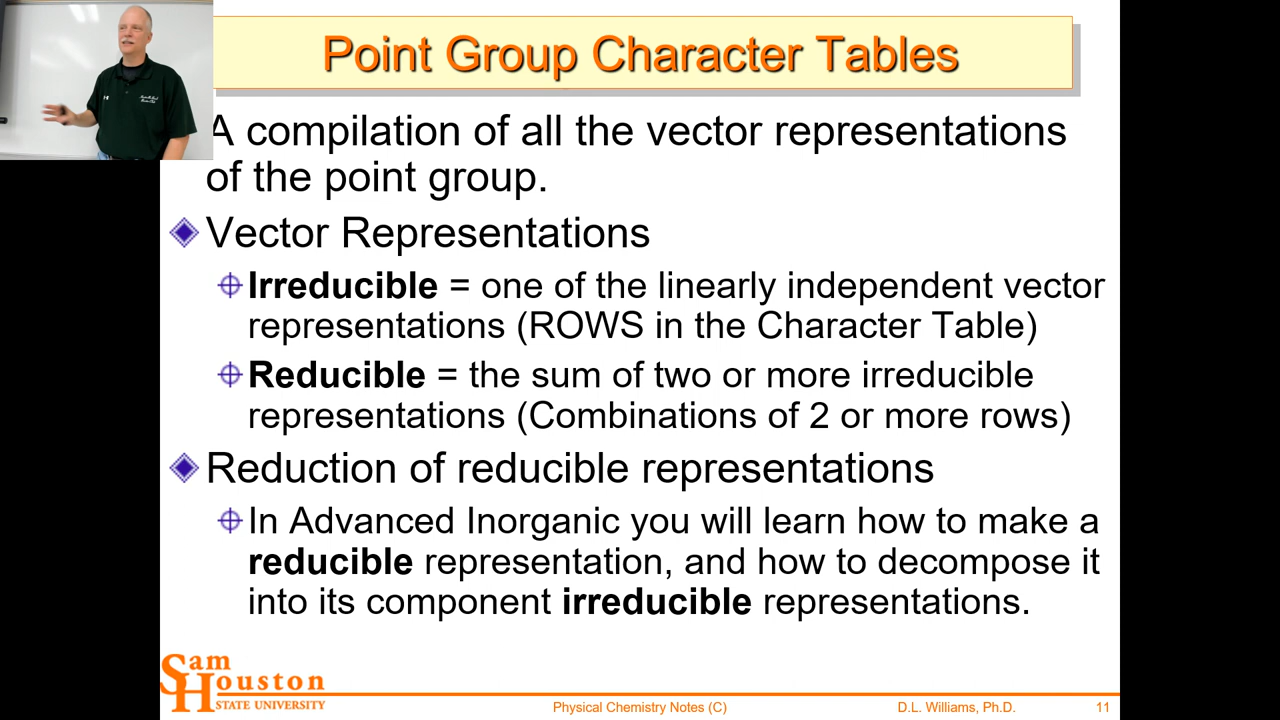 Point Group Character Tables
A compilation of all the vector representations
of the point group.
Vector Representations
Irreducible = one of the linearly independent vector
representations (ROWS in the Character Table)
Reducible = the sum of two or more irreducible
representations (Combinations of 2 or more rows)
Reduction of reducible representations
In Advanced Inorganic you will learn how to make a
reducible representation, and how to decompose it
into its component irreducible representations.
Sam
Houston
STATE UNIVERSITY
Physical Chemistry Notes (C)
D.L. Williams, Ph.D.
11